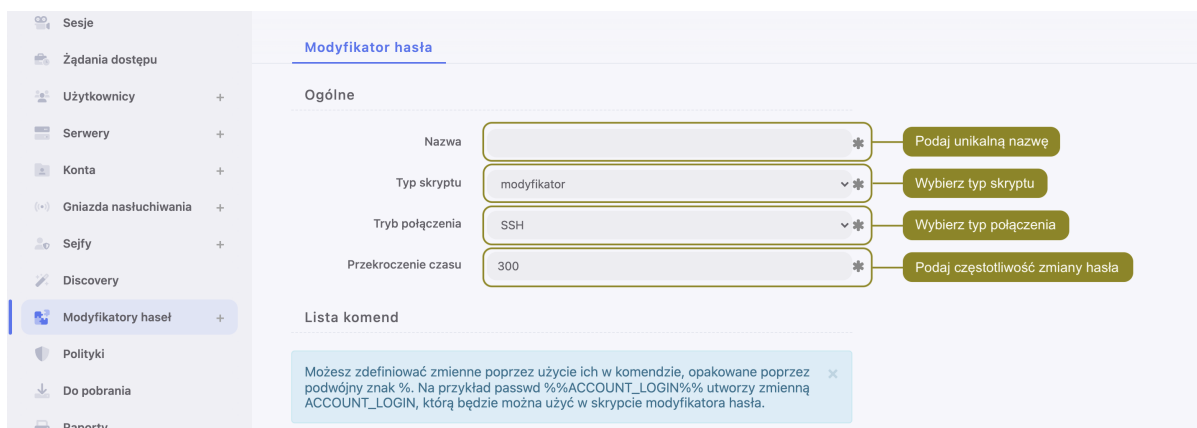 Sesje
Żądania dostępu
Użytkownicy +
Serwery +
Konta +
Gniazda nasłuchiwania +
Sejfy +
Discovery
Modyfikatory haseł +
Polityki
Do pobrania
Raporty
Modyfikator hasła
Ogólne
Nazwa ✱ Podaj unikalną nazwę
Typ skryptu modyfikator ✱ Wybierz typ skryptu
Tryb połączenia SSH ✱ Wybierz typ połączenia
Przekroczenie czasu 300 ✱ Podaj częstotliwość zmiany hasła
Lista komend
Możesz zdefiniować zmienne poprzez użycie ich w komendzie, opakowane poprzez ×
podwójny znak %. Na przykład passwd %%ACCOUNT_LOGIN%% utworzy zmienną
ACCOUNT_LOGIN, którą będzie można użyć w skrypcie modyfikatora hasła.